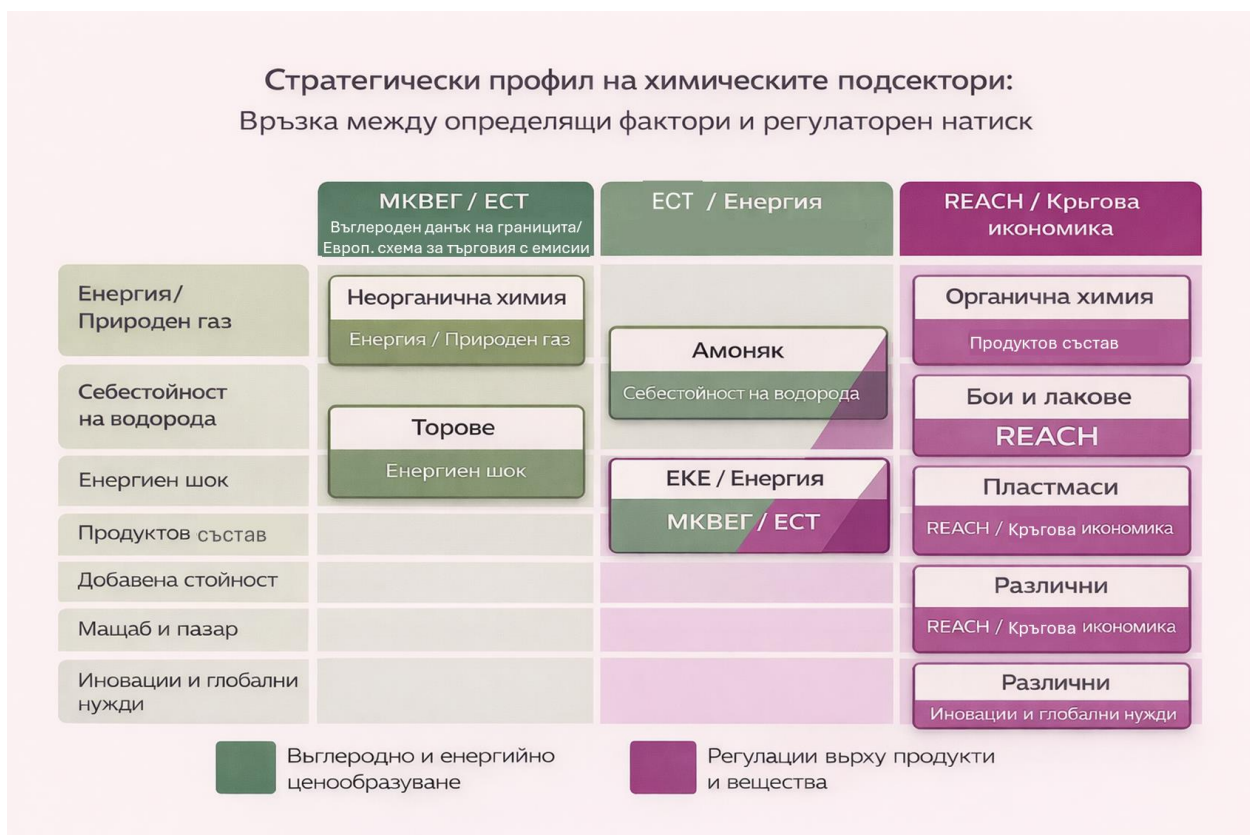 Стратегически профил на химическите подсектори:
Връзка между определящи фактори и регулаторен натиск
МКВЕГ / ЕСТ
Въглероден данък на границита/
Европ. схема за търговия с емисии
ЕСТ / Енергия
REACH / Кръгова
икономика
Енергия/
Природен газ
Неорганична химия
Енергия / Природен газ
Органична химия
Продуктов състав
Амоняк
Себестойност на водорода
Себестойност
на водорода
Бои и лакове
REACH
Торове
Енергиен шок
Енергиен шок
ЕКЕ / Енергия
МКВЕГ / ЕСТ
Пластмаси
REACH / Кръгова икономика
Продуктов състав
Добавена стойност
Различни
REACH / Кръгова икономика
Мащаб и пазар
Иновации и глобални
нужди
Различни
Иновации и глобални нужди
Въглеродно и енергийно
ценообразуване
Регулации върху продукти
и вещества